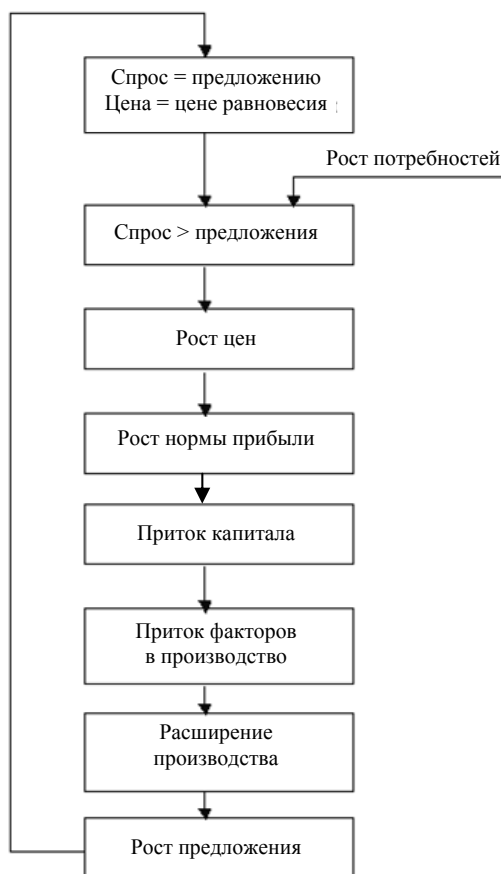 Спрос = предложению
Цена = цене равновесия
Рост потребностей
Спрос > предложения
Рост цен
Рост нормы прибыли
Приток капитала
Приток факторов
в производство
Расширение
производства
Рост предложения